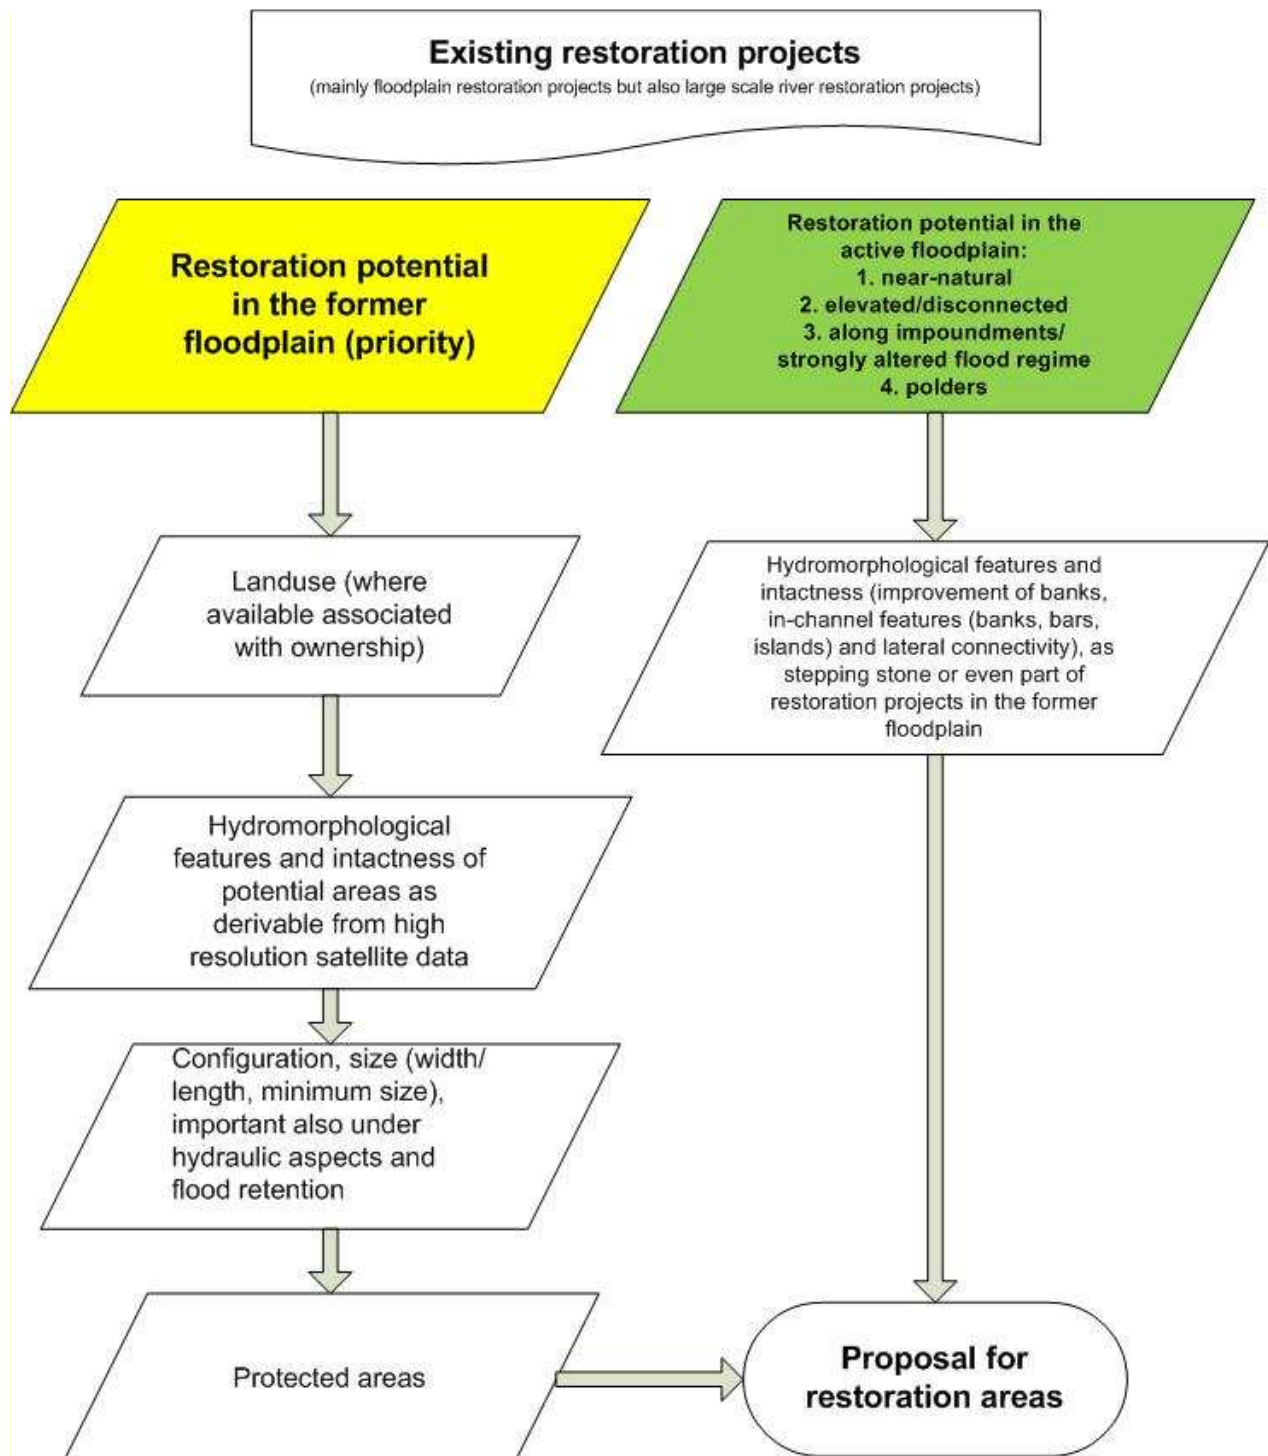 Existing restoration projects
(mainly floodplain restoration projects but also large scale river restoration projects)
Restoration potential
in the former
floodplain (priority)
Restoration potential in the
active floodplain:
1. near-natural
2. elevated/disconnected
3. along impoundments/
strongly altered flood regime
4. polders
Landuse (where
available associated
with ownership)
Hydromorphological features and
intactness (improvement of banks,
in-channel features (banks, bars,
islands) and lateral connectivity), as
stepping stone or even part of
restoration projects in the former
floodplain
Hydromorphological
features and intactness of
potential areas as
derivable from high
resolution satellite data
Configuration, size (width/
length, minimum size),
important also under
hydraulic aspects and
flood retention
Protected areas
Proposal for
restoration areas